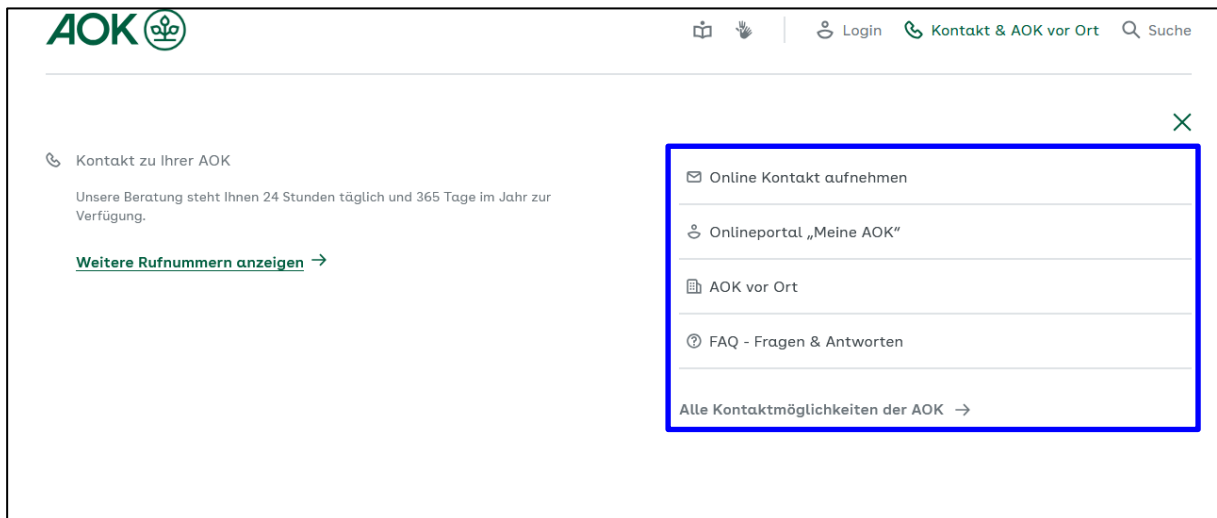 AOK
Login
Kontakt & AOK vor Ort
Suche
Kontakt zu Ihrer AOK
Unsere Beratung steht Ihnen 24 Stunden täglich und 365 Tage im Jahr zur
Verfügung.
Weitere Rufnummern anzeigen →
Online Kontakt aufnehmen
Onlineportal „Meine AOK“
AOK vor Ort
FAQ - Fragen & Antworten
Alle Kontaktmöglichkeiten der AOK →